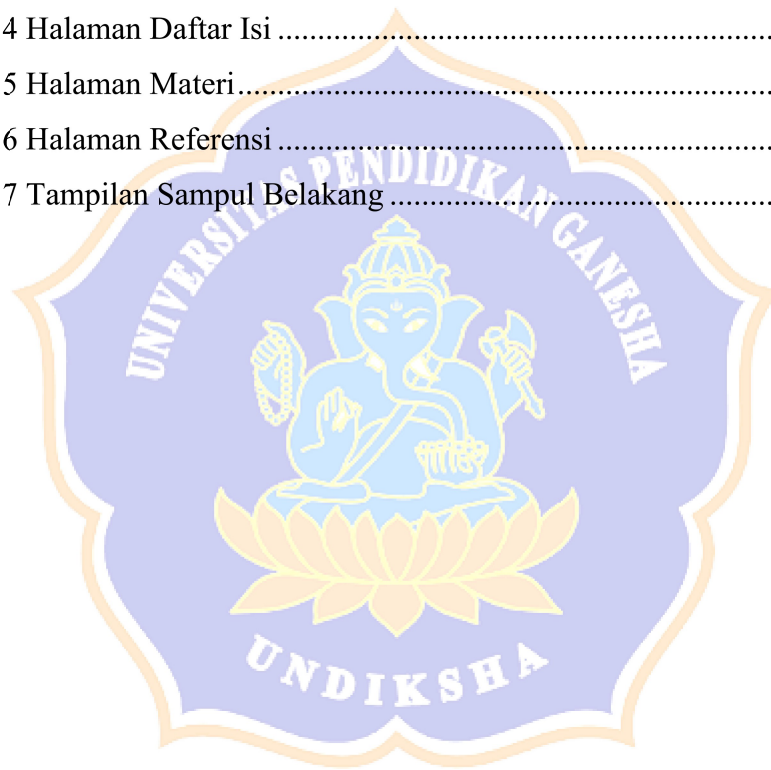 4 Halaman Daftar Isi ................................................................
5 Halaman Materi.....................................................................
6 Halaman Referensi ................................................................
7 Tampilan Sampul Belakang .................................................
UNIVERSITAS PENDIDIKAN GANESHA
UNDIKSHA